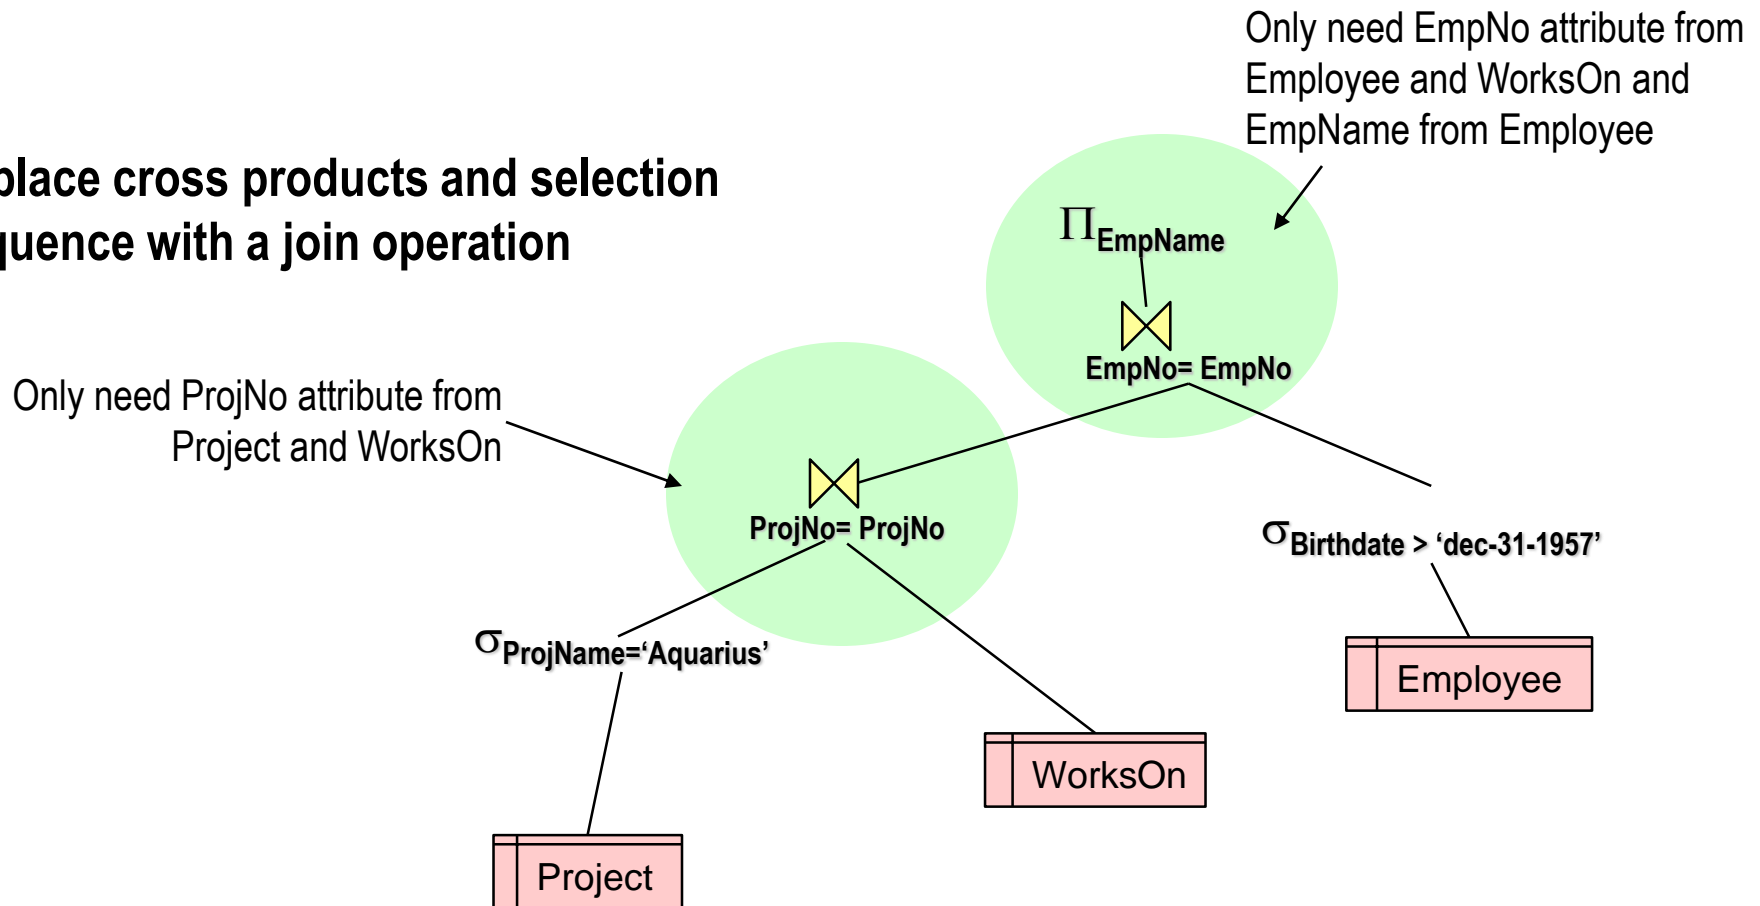 Only need EmpNo attribute from
Employee and WorksOn and
EmpName from Employee
place cross products and selection
quence with a join operation
ΠEmpName
EmpNo= EmpNo
Only need ProjNo attribute from
Project and WorksOn
ProjNo= ProjNo
σBirthdate > ‘dec-31-1957’
σProjName=‘Aquarius’
Employee
WorksOn
Project